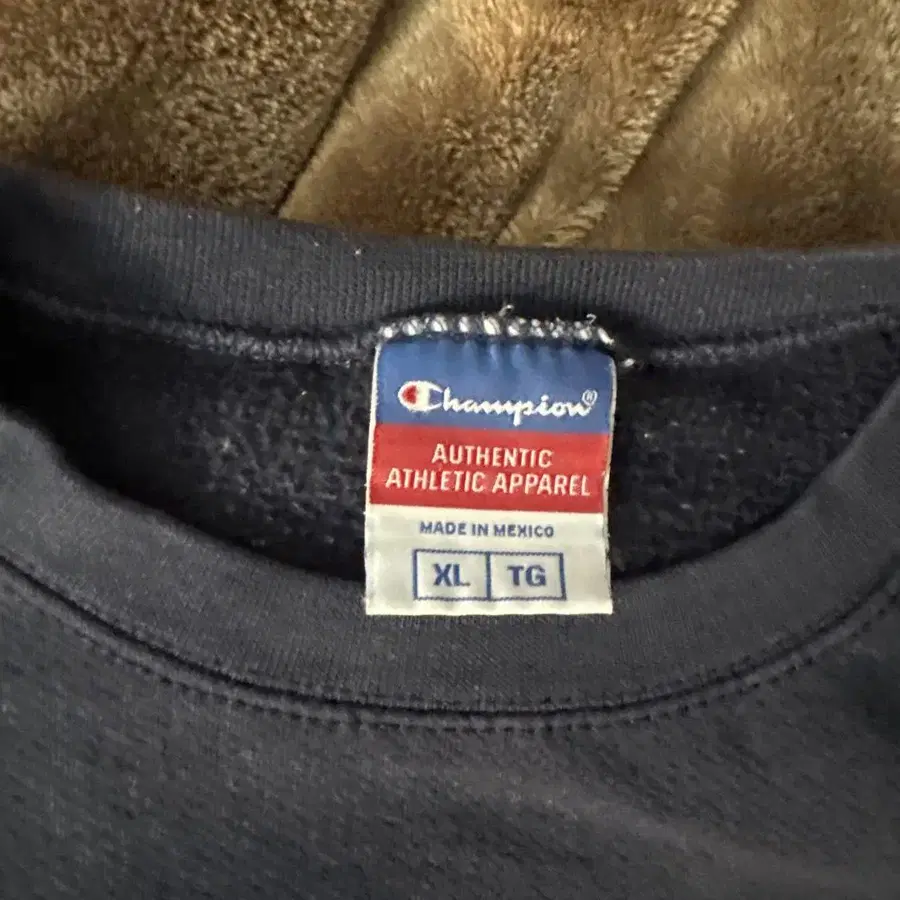 Champion®
AUTHENTIC
ATHLETIC APPAREL
MADE IN MEXICO
XL TG